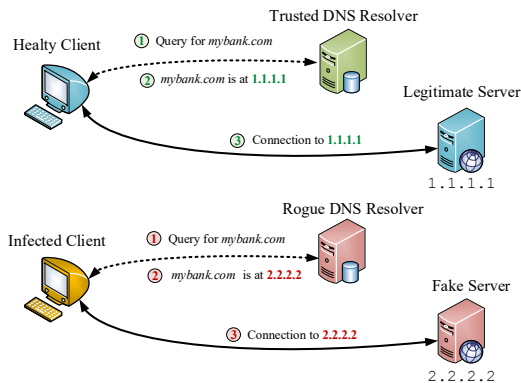 Trusted DNS Resolver
Healty Client
1 Query for mybank.com
2 mybank.com is at 1.1.1.1
Legitimate Server
3 Connection to 1.1.1.1
1.1.1.1
Rogue DNS Resolver
Infected Client
1 Query for mybank.com
2 mybank.com is at 2.2.2.2
Fake Server
3 Connection to 2.2.2.2
2.2.2.2